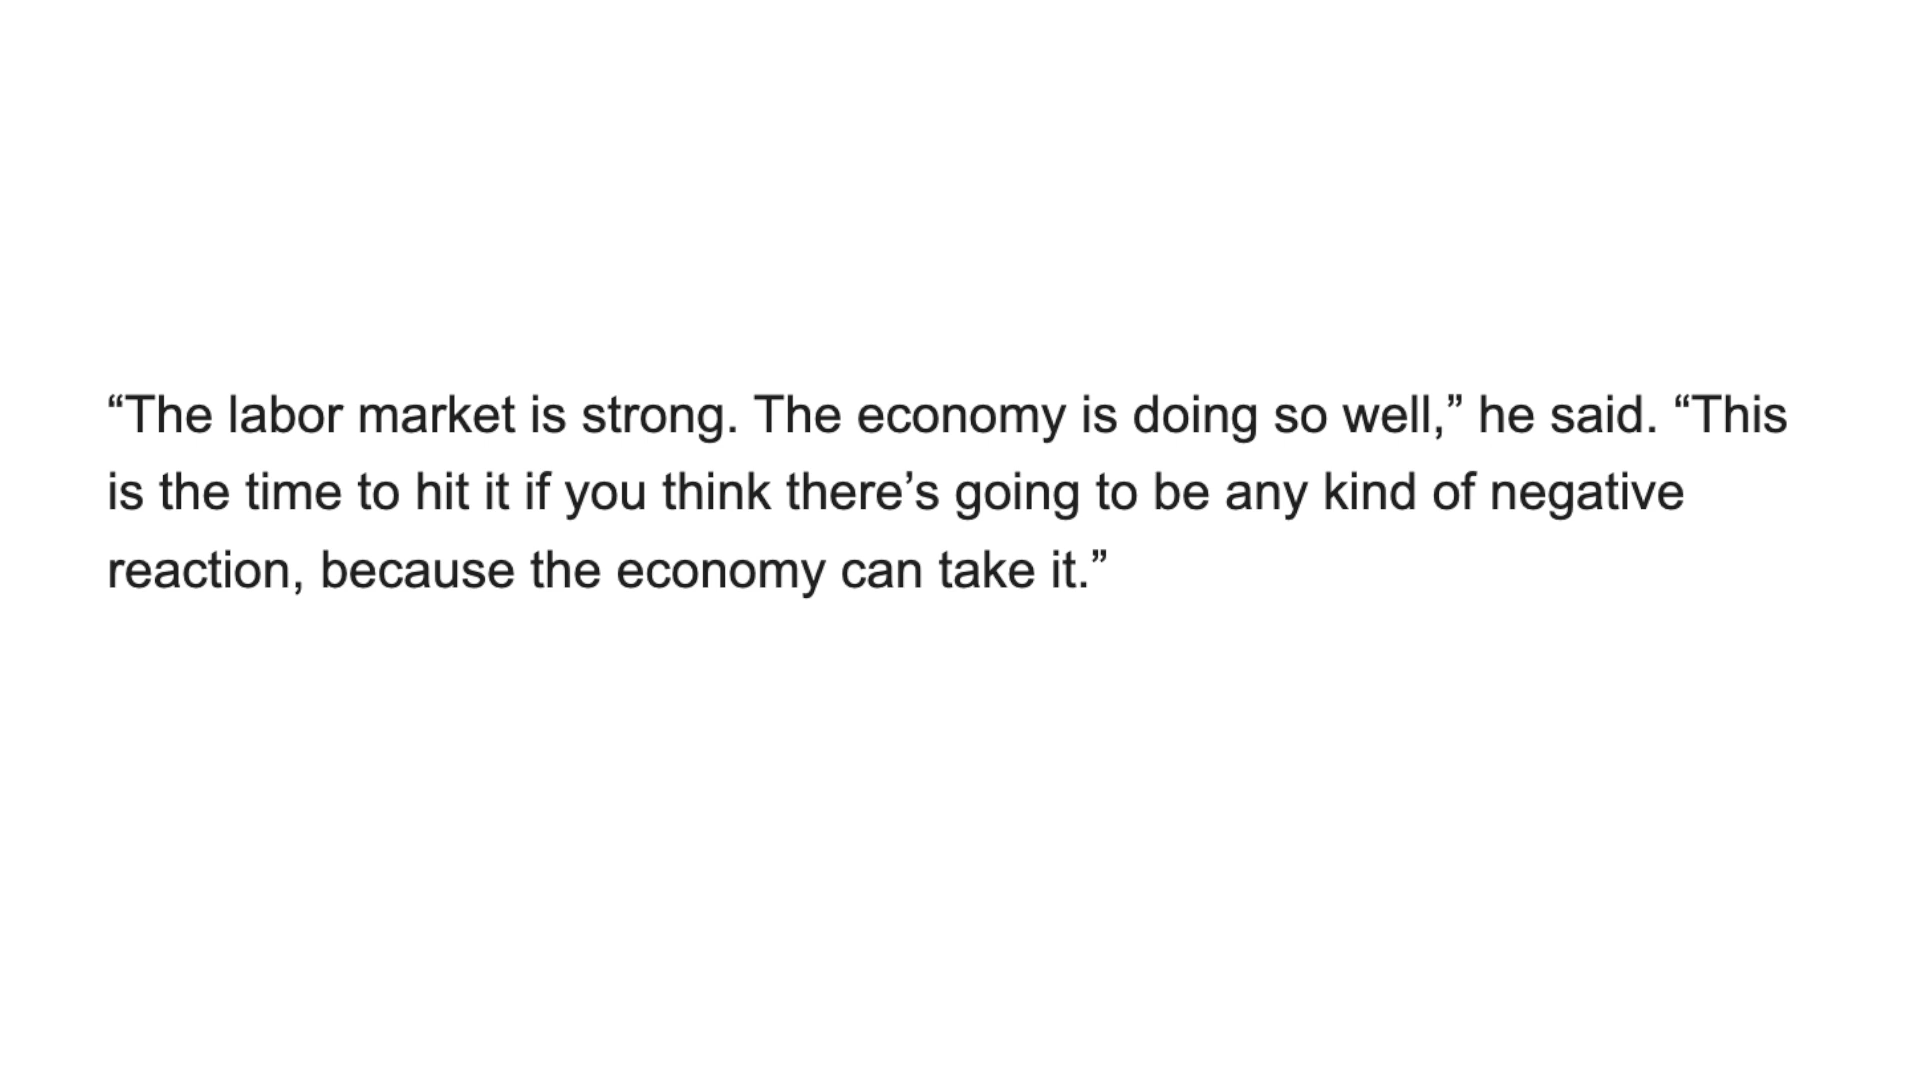 “The labor market is strong. The economy is doing so well,” he said. “This
is the time to hit it if you think there’s going to be any kind of negative
reaction, because the economy can take it.”